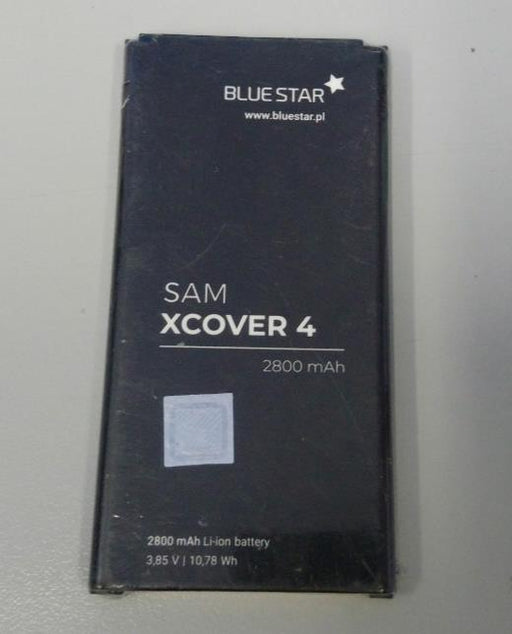 BLUE STAR
www.bluestar.pl
SAM
XCOVER 4
2800 mAh
2800 mAh Li-ion battery
3,85 V | 10,78 Wh